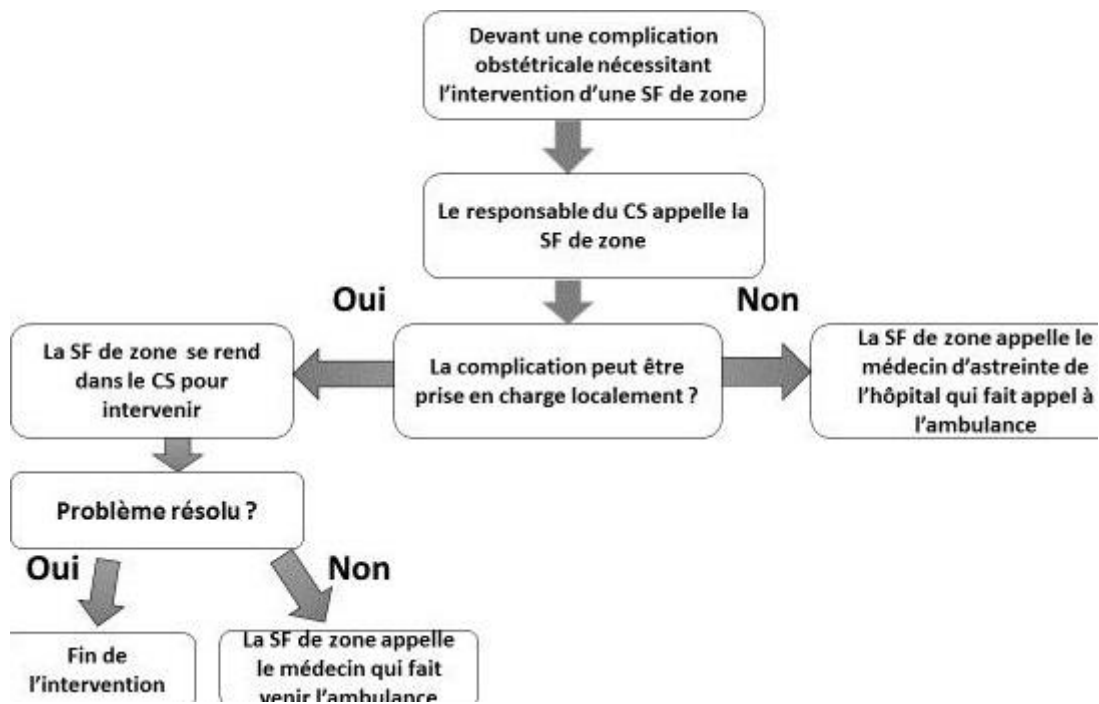 Devant une complication
obstétricale nécessitant
l'intervention d'une SF de zone
Le responsable du CS appelle la
SF de zone
Oui
Non
La SF de zone se rend
dans le CS pour
intervenir
La complication peut être
prise en charge localement ?
La SF de zone appelle le
médecin d'astreinte de
l'hôpital qui fait appel à
l'ambulance
Problème résolu ?
Oui
Non
Fin de
l'intervention
La SF de zone appelle
le médecin qui fait
venir l'ambulance